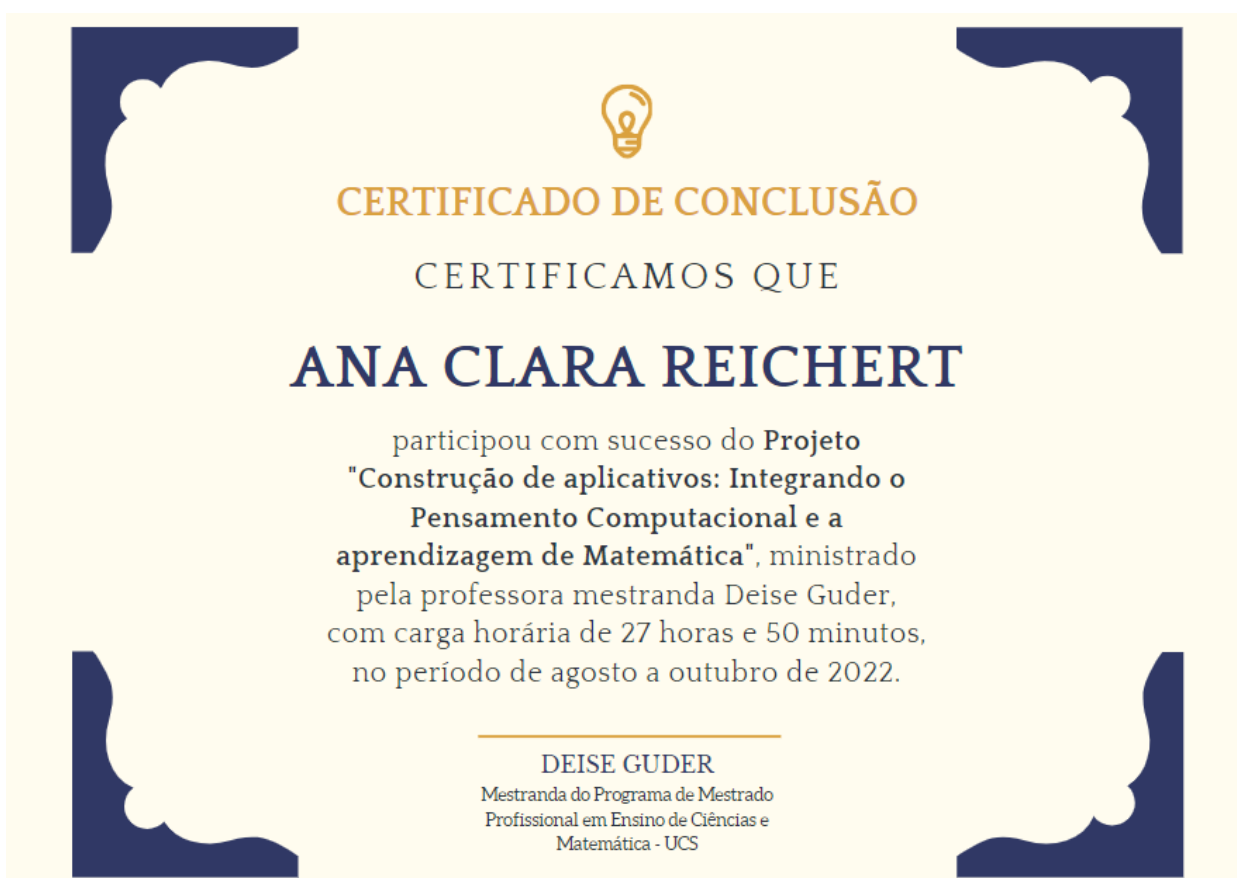 CERTIFICADO DE CONCLUSÃO
CERTIFICAMOS QUE
ANA CLARA REICHERT
participou com sucesso do Projeto
"Construção de aplicativos: Integrando o
Pensamento Computacional e a
aprendizagem de Matemática", ministrado
pela professora mestranda Deise Guder,
com carga horária de 27 horas e 50 minutos,
no período de agosto a outubro de 2022.
DEISE GUDER
Mestranda do Programa de Mestrado
Profissional em Ensino de Ciências e
Matemática - UCS